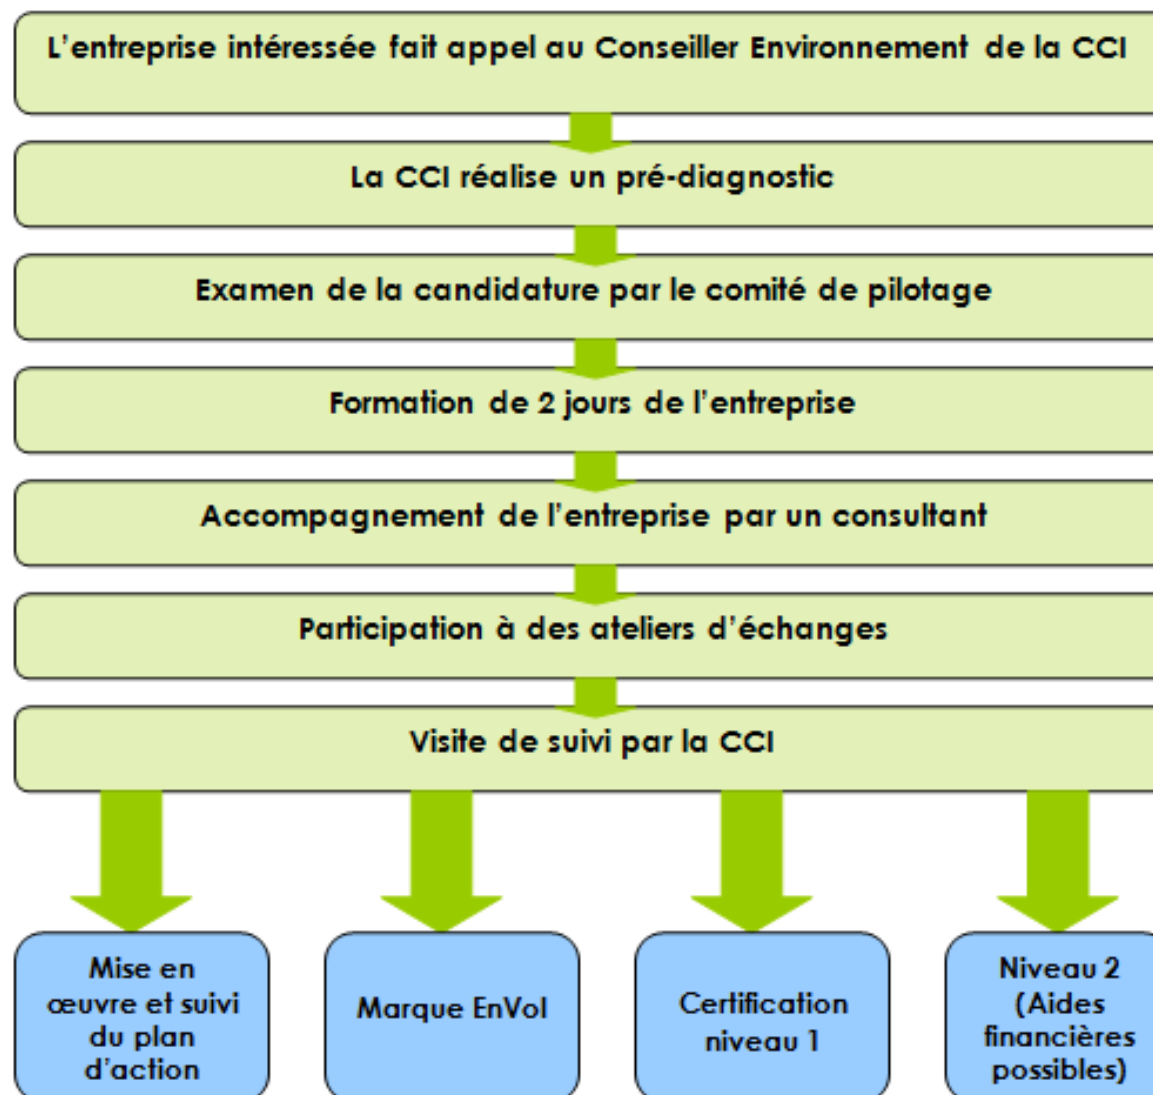 L’entreprise intéressée fait appel au Conseiller Environnement de la CCI
La CCI réalise un pré-diagnostic
Examen de la candidature par le comité de pilotage
Formation de 2 jours de l’entreprise
Accompagnement de l’entreprise par un consultant
Participation à des ateliers d’échanges
Visite de suivi par la CCI
Mise en
œuvre et suivi
du plan
d’action
Marque EnVol
Certification
niveau 1
Niveau 2
(Aides
financières
possibles)